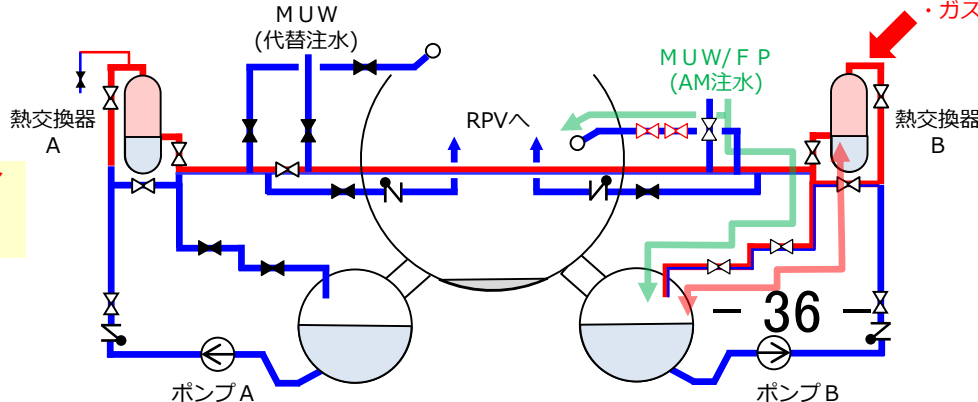 ・ガス
ＭＵＷ
(代替注水)
ＭＵＷ/ＦＰ
(AM注水)
熱交換器
A
RPVへ
熱交換器
B
－ 36 －
ポンプＡ
ポンプＢ